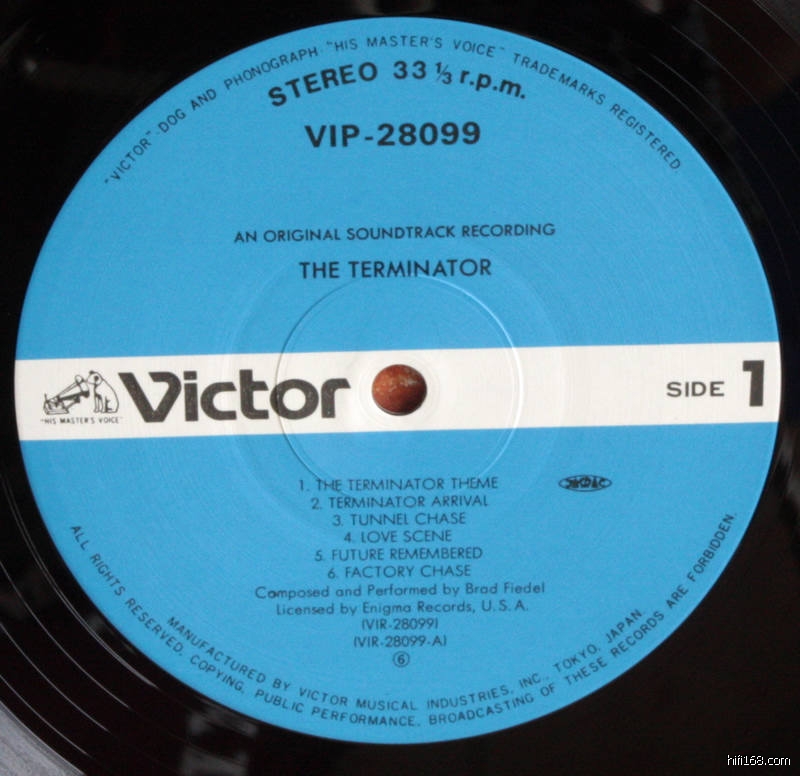 "VICTOR" DOG AND PHONOGRAPH "HIS MASTER'S VOICE" TRADEMARKS REGISTERED.
STEREO 33 ⅓ r.p.m.
VIP-28099
AN ORIGINAL SOUNDTRACK RECORDING
THE TERMINATOR
"HIS MASTER'S VOICE"
Victor
SIDE 1
1. THE TERMINATOR THEME
2. TERMINATOR ARRIVAL
3. TUNNEL CHASE
4. LOVE SCENE
5. FUTURE REMEMBERED
6. FACTORY CHASE
Composed and Performed by Brad Fiedel
Licensed by Enigma Records, U.S.A.
(VIR-28099)
(VIR-28099-A)
⑥
MANUFACTURED BY VICTOR MUSICAL INDUSTRIES, INC., TOKYO, JAPAN.
ALL RIGHTS RESERVED. COPYING, PUBLIC PERFORMANCE, BROADCASTING OF THESE RECORDS ARE FORBIDDEN.
hifi168.com